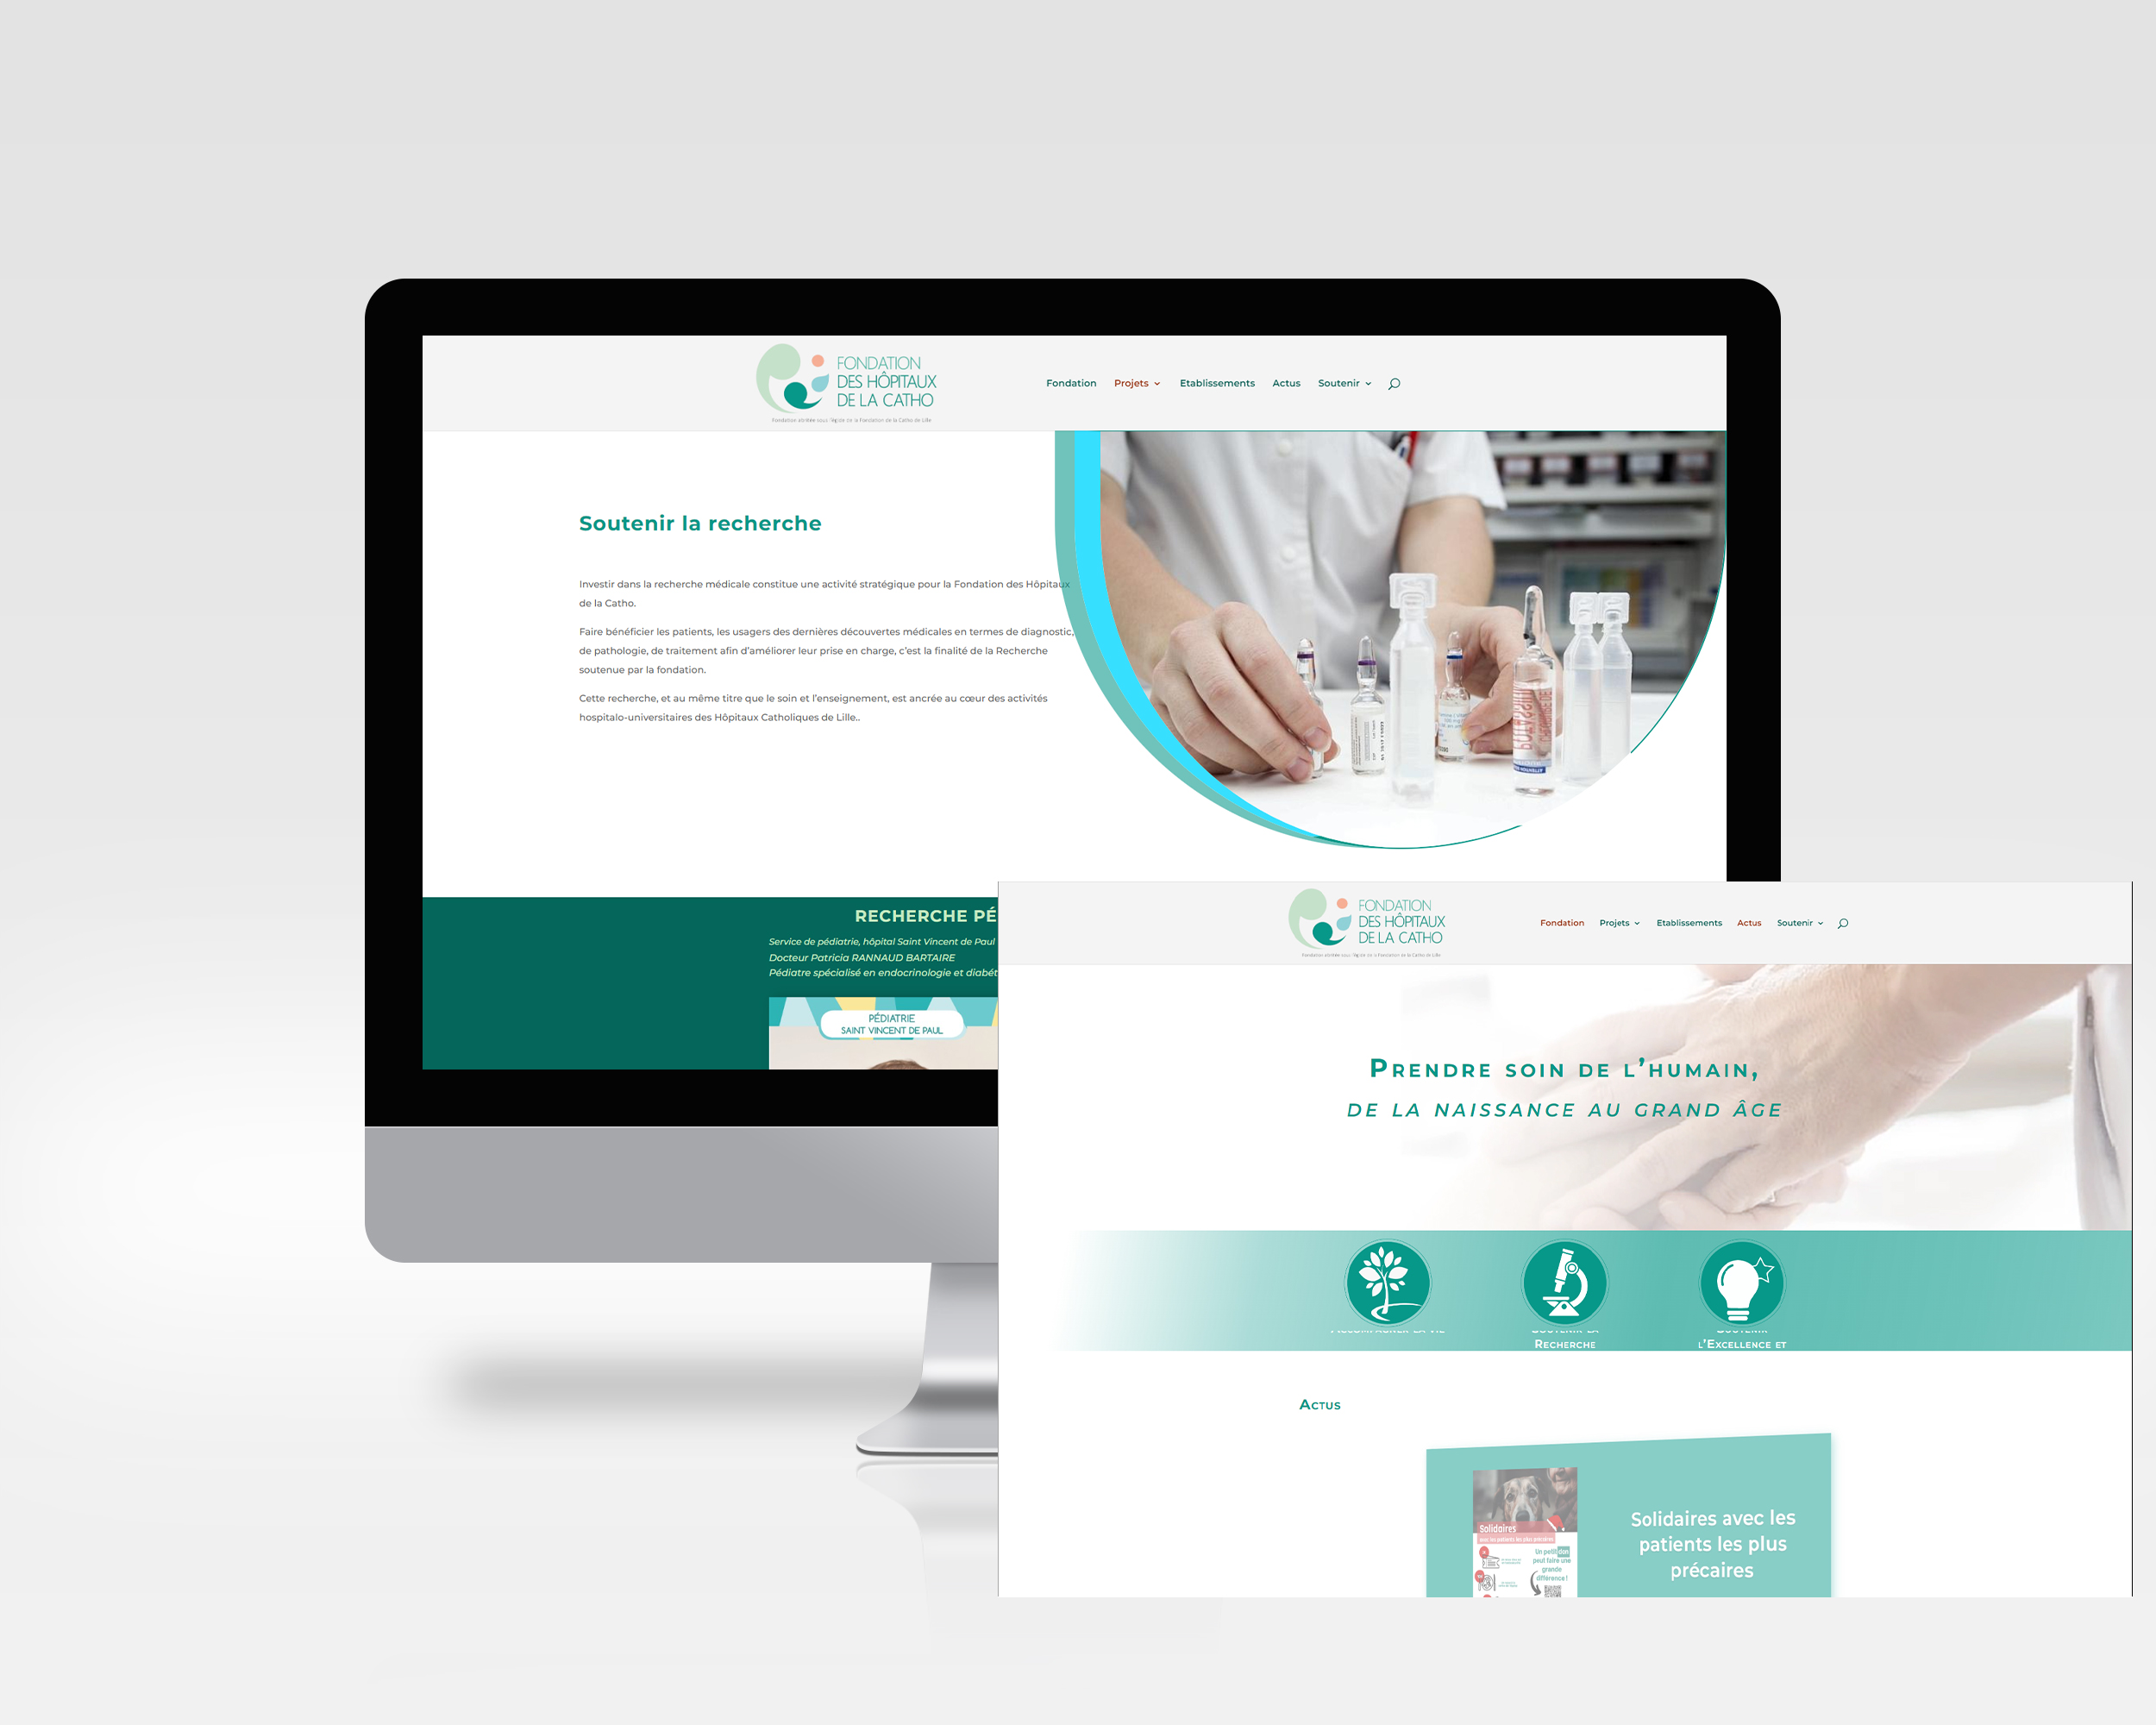 FONDATION
DES HÔPITAUX
DE LA CATHO
Fondation abritée sous l'égide de la Fondation de la Catho de Lille
Fondation Projets Etablissements Actus Soutenir
Soutenir la recherche
Investir dans la recherche médicale constitue une activité stratégique pour la Fondation des Hôpitaux
de la Catho.
Faire bénéficier les patients, les usagers des dernières découvertes médicales en termes de diagnostic,
de pathologie, de traitement afin d'améliorer leur prise en charge, c'est la finalité de la Recherche
soutenue par la fondation.
Cette recherche, et au même titre que le soin et l'enseignement, est ancrée au cœur des activités
hospitalo-universitaires des Hôpitaux Catholiques de Lille..
RECHERCHE PÉ
Service de pédiatrie, hôpital Saint Vincent de Paul
Docteur Patricia RANNAUD BARTAIRE
Pédiatre spécialisé en endocrinologie et diabét
PÉDIATRIE
SAINT VINCENT DE PAUL
FONDATION
DES HÔPITAUX
DE LA CATHO
Fondation abritée sous l'égide de la Fondation de la Catho de Lille
Fondation Projets Etablissements Actus Soutenir
Prendre soin de l'humain,
de la naissance au grand âge
Recherche
l'Excellence et
Actus
Solidaires
avec les patients les plus précaires
Un petit don
peut faire une
grande
différence !
Solidaires avec les
patients les plus
précaires